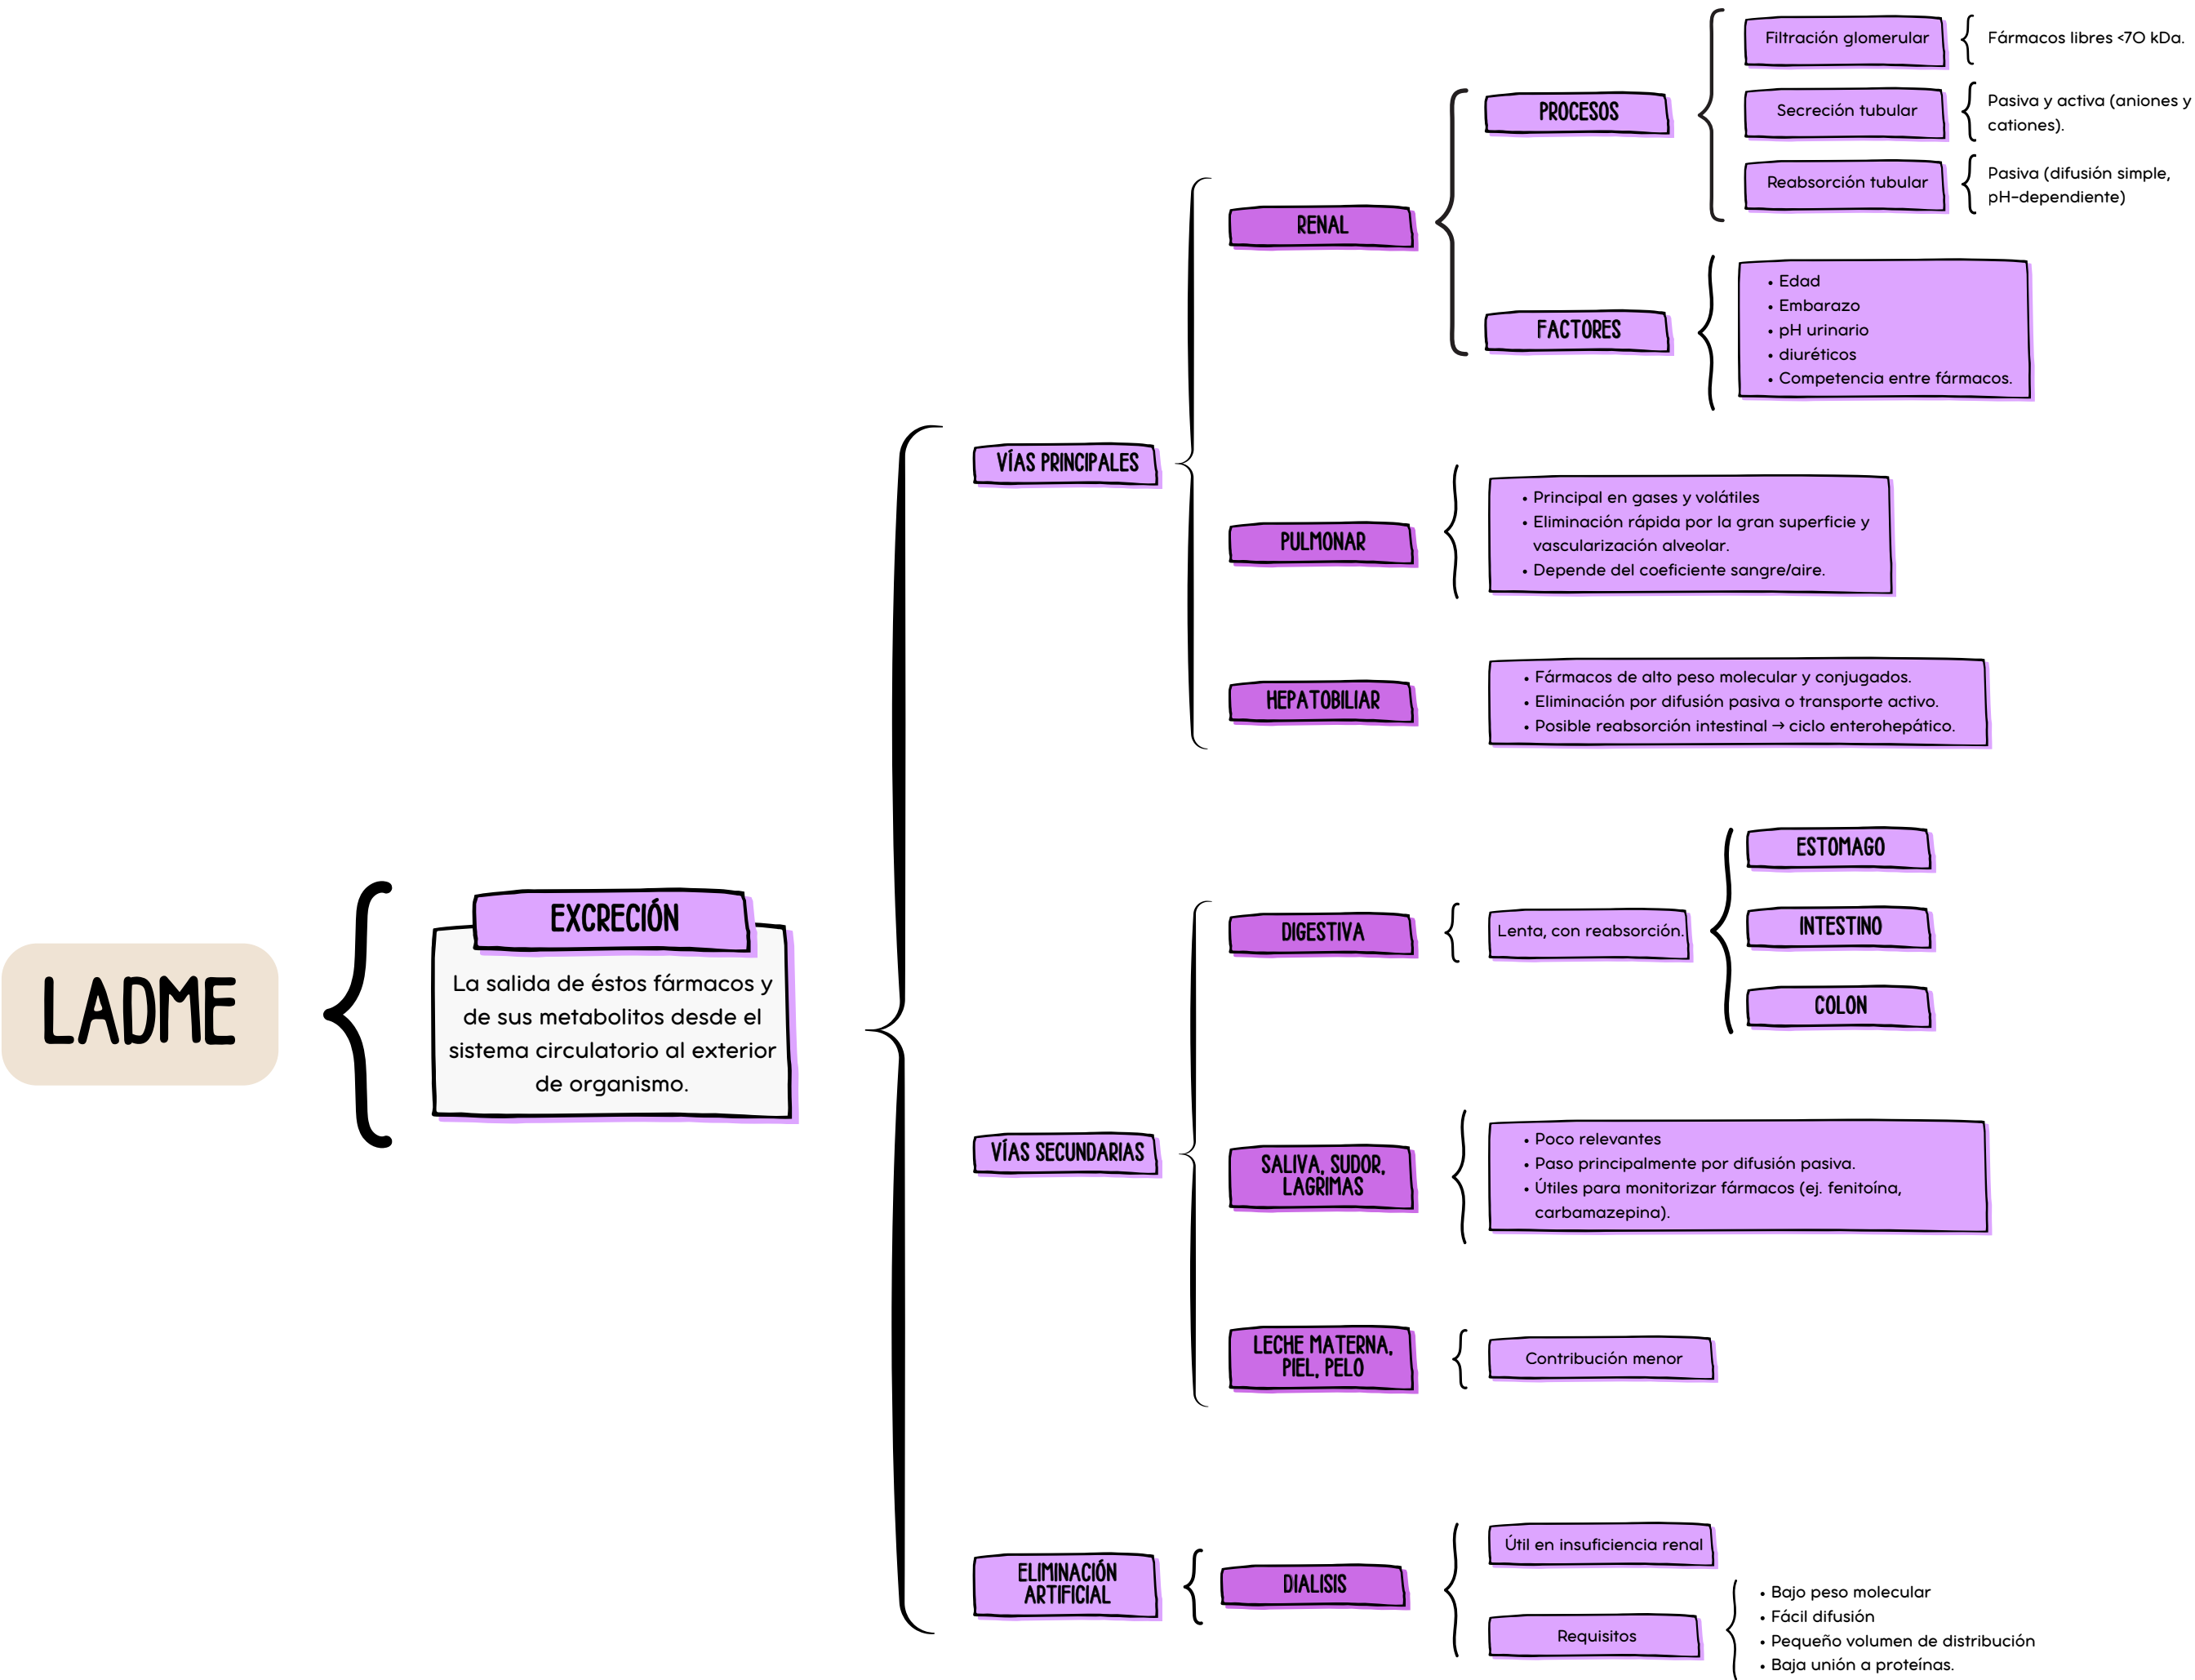 LADME
EXCRECIÓN
La salida de éstos fármacos y
de sus metabolitos desde el
sistema circulatorio al exterior
de organismo.
VÍAS PRINCIPALES
RENAL
PROCESOS
Filtración glomerular
Fármacos libres <70 kDa.
Secreción tubular
Pasiva y activa (aniones y
cationes).
Reabsorción tubular
Pasiva (difusión simple,
pH-dependiente)
FACTORES
• Edad
• Embarazo
• pH urinario
• diuréticos
• Competencia entre fármacos.
PULMONAR
• Principal en gases y volátiles
• Eliminación rápida por la gran superficie y
vascularización alveolar.
• Depende del coeficiente sangre/aire.
HEPATOBILIAR
• Fármacos de alto peso molecular y conjugados.
• Eliminación por difusión pasiva o transporte activo.
• Posible reabsorción intestinal → ciclo enterohepático.
VÍAS SECUNDARIAS
DIGESTIVA
Lenta, con reabsorción.
ESTOMAGO
INTESTINO
COLON
SALIVA, SUDOR,
LAGRIMAS
• Poco relevantes
• Paso principalmente por difusión pasiva.
• Útiles para monitorizar fármacos (ej. fenitoína,
carbamazepina).
LECHE MATERNA,
PIEL, PELO
Contribución menor
ELIMINACIÓN
ARTIFICIAL
DIALISIS
Útil en insuficiencia renal
Requisitos
• Bajo peso molecular
• Fácil difusión
• Pequeño volumen de distribución
• Baja unión a proteínas.